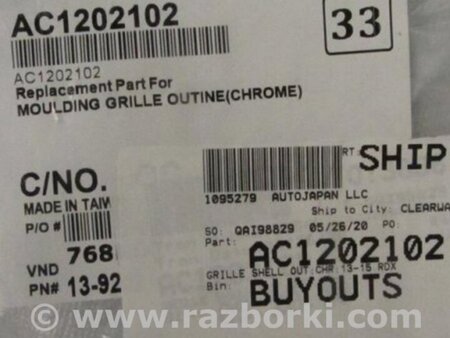 AC1202102
33
AC1202102
Replacement Part For
MOULDING GRILLE OUTINE(CHROME)
C/NO.
MADE IN TAIW
P/O #
VND 768
PN# 13-92
RT SHIP
1095279 AUTOJAPAN LLC
Ship to City: CLEARWA
SO: QAI98829 05/26/20 PO:
Part: AC1202102
GRILLE SHELL OUT;CHR;13-15 RDX
Bin: BUYOUTS
© www.razborki.com